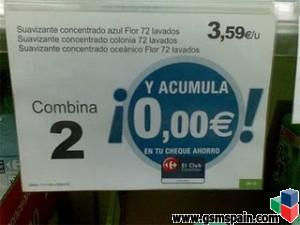 Suavizante concentrado azul Flor 72 lavados
Suavizante concentrado colonia Flor 72 lavados
Suavizante concentrado oceánico Flor 72 lavados
3,59€/u
Combina
2
Y ACUMULA
¡0,00€!
EN TU CHEQUE AHORRO
El Club
www.gsmspain.com